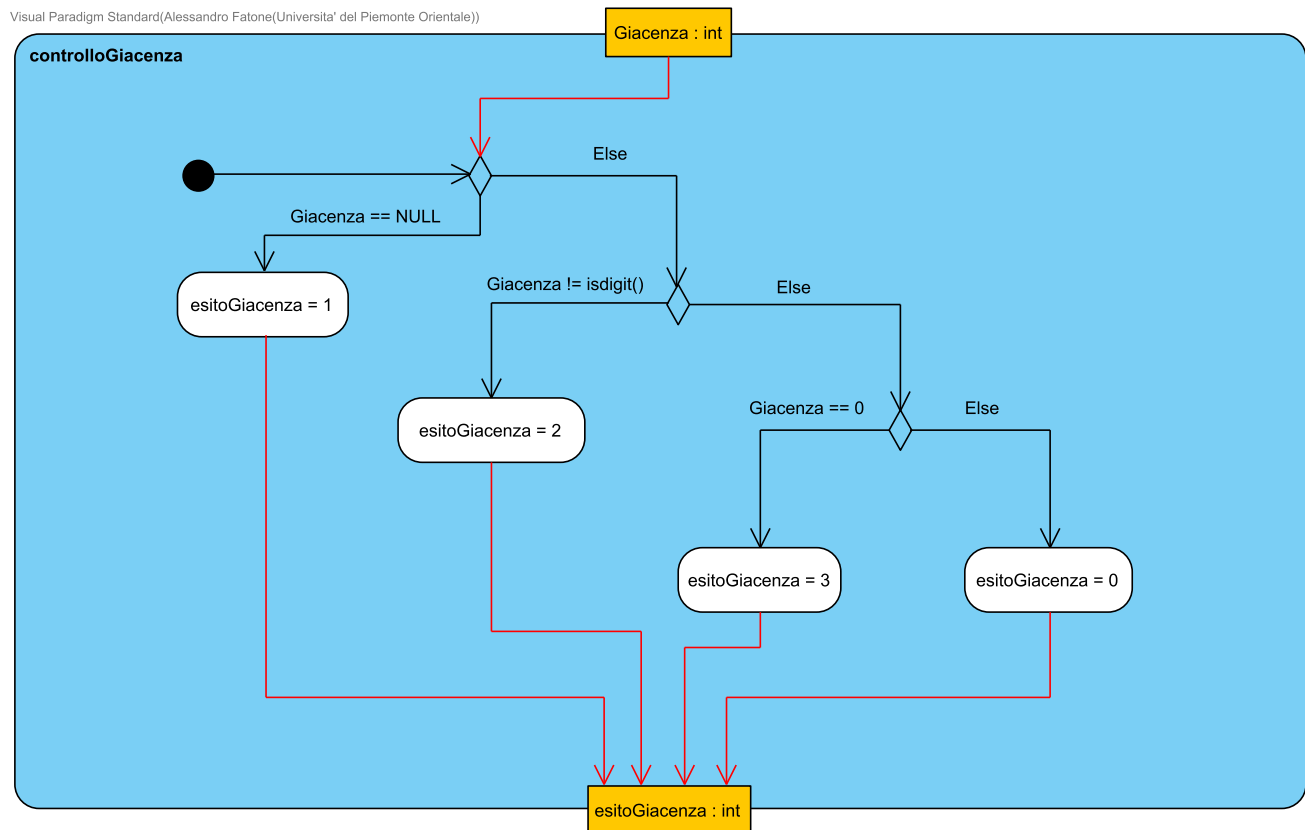 Visual Paradigm Standard(Alessandro Fatone(Universita' del Piemonte Orientale))
Giacenza : int
controlloGiacenza
Else
Giacenza == NULL
Giacenza != isdigit()
Else
esitoGiacenza = 1
Giacenza == 0
Else
esitoGiacenza = 2
esitoGiacenza = 3
esitoGiacenza = 0
esitoGiacenza : int